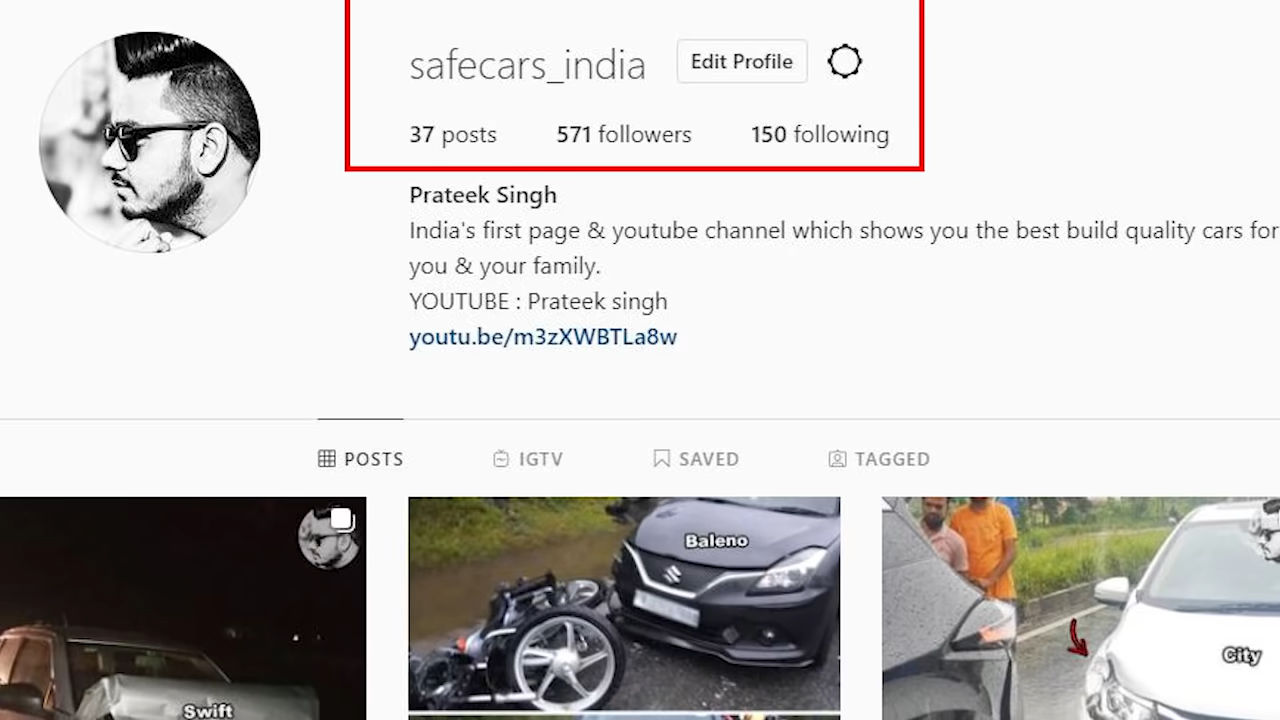 safecars_india Edit Profile
37 posts 571 followers 150 following
Prateek Singh
India's first page & youtube channel which shows you the best build quality cars for
you & your family.
YOUTUBE : Prateek singh
youtu.be/m3zXWBTLa8w
POSTS IGTV SAVED TAGGED
Baleno
City
Swift